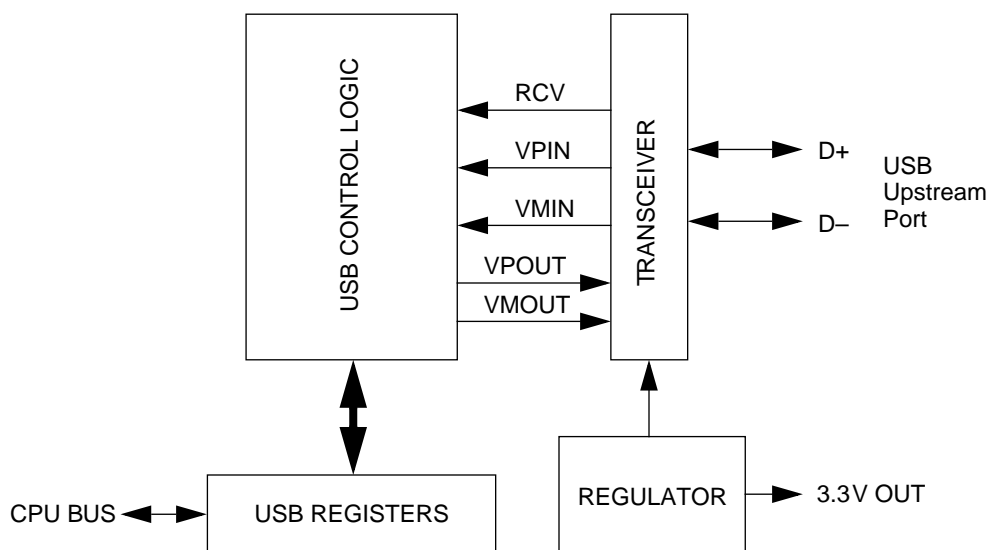 USB CONTROL LOGIC
RCV
VPIN
VMIN
VPOUT
VMOUT
TRANSCEIVER
D+
D–
USB
Upstream
Port
CPU BUS
USB REGISTERS
REGULATOR
3.3V OUT